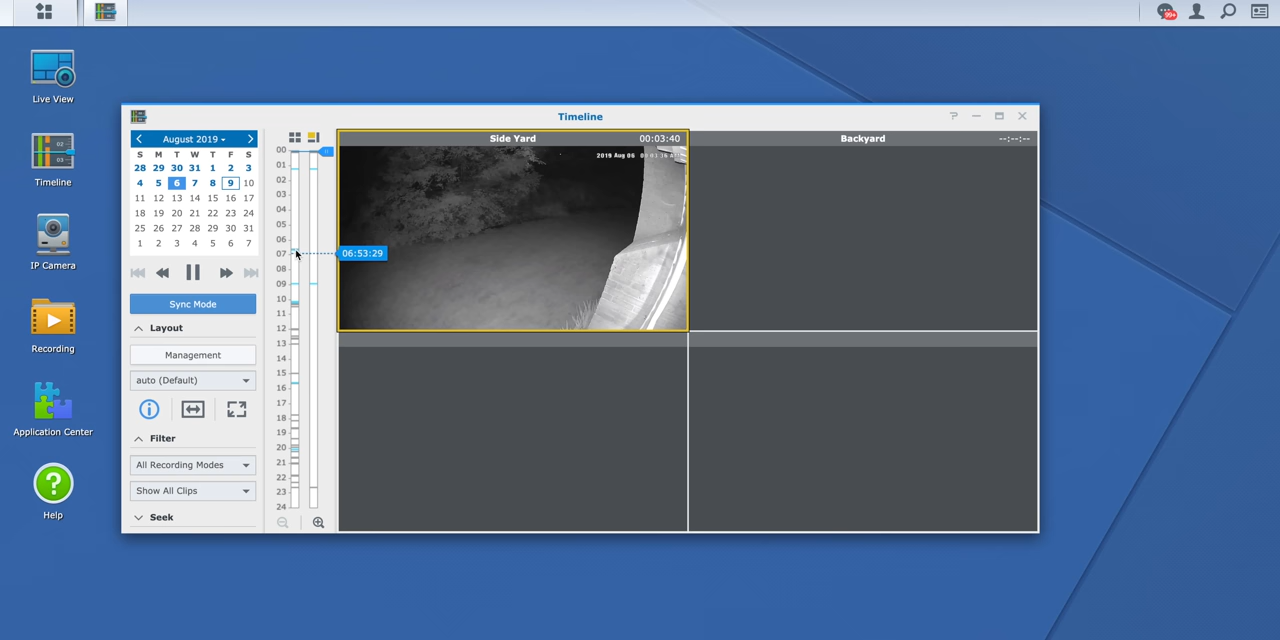 99+
Live View
Timeline
IP Camera
Recording
Application Center
?
Help
Timeline
?
August 2019
S M T W T F S
28 29 30 31 1 2 3
4 5 6 7 8 9 10
11 12 13 14 15 16 17
18 19 20 21 22 23 24
25 26 27 28 29 30 31
1 2 3 4 5 6 7
Sync Mode
Layout
Management
auto (Default)
Filter
All Recording Modes
Show All Clips
Seek
00
01
02
03
04
05
06
07
08
09
10
11
12
13
14
15
16
17
18
19
20
21
22
23
24
06:53:29
Side Yard 00:03:40
2019 Aug 06
Backyard --:--:--